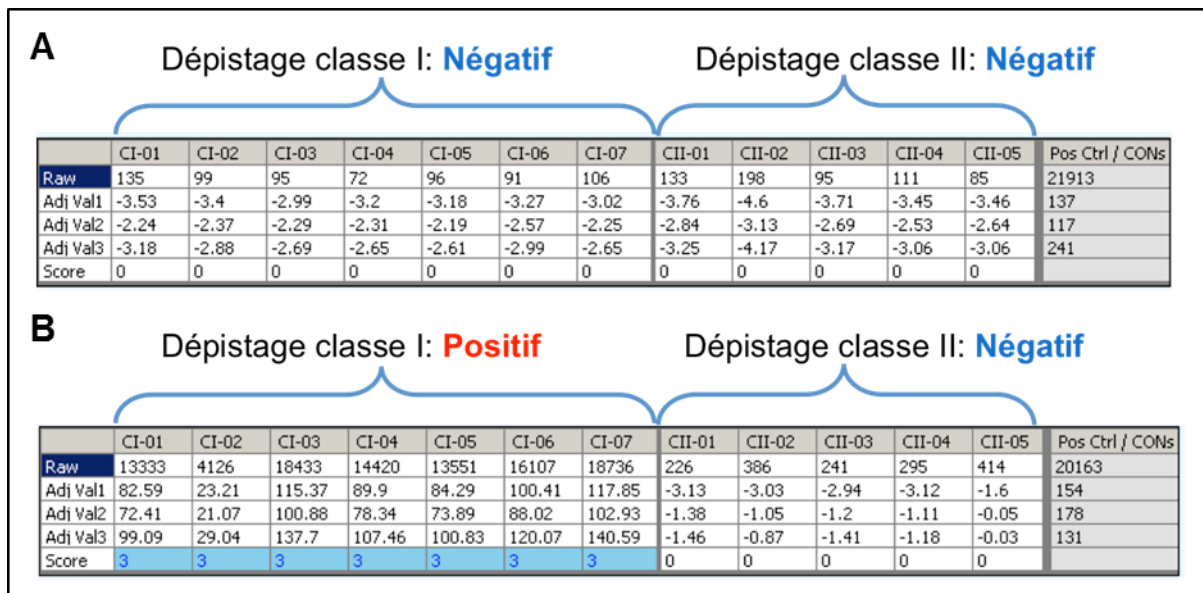 A
Dépistage classe I: Négatif Dépistage classe II: Négatif
CI-01 CI-02 CI-03 CI-04 CI-05 CI-06 CI-07 CII-01 CII-02 CII-03 CII-04 CII-05 Pos Ctrl / CONs
Raw 135 99 95 72 96 91 106 133 198 95 111 85 21913
Adj Val1 -3.53 -3.4 -2.99 -3.2 -3.18 -3.27 -3.02 -3.76 -4.6 -3.71 -3.45 -3.46 137
Adj Val2 -2.24 -2.37 -2.29 -2.31 -2.19 -2.57 -2.25 -2.84 -3.13 -2.69 -2.53 -2.64 117
Adj Val3 -3.18 -2.88 -2.69 -2.65 -2.61 -2.99 -2.65 -3.25 -4.17 -3.17 -3.06 -3.06 241
Score 0 0 0 0 0 0 0 0 0 0 0 0
B
Dépistage classe I: Positif Dépistage classe II: Négatif
CI-01 CI-02 CI-03 CI-04 CI-05 CI-06 CI-07 CII-01 CII-02 CII-03 CII-04 CII-05 Pos Ctrl / CONs
Raw 13333 4126 18433 14420 13551 16107 18736 226 386 241 295 414 20163
Adj Val1 82.59 23.21 115.37 89.9 84.29 100.41 117.85 -3.13 -3.03 -2.94 -3.12 -1.6 154
Adj Val2 72.41 21.07 100.88 78.34 73.89 88.02 102.93 -1.38 -1.05 -1.2 -1.11 -0.05 178
Adj Val3 99.09 29.04 137.7 107.46 100.83 120.07 140.59 -1.46 -0.87 -1.41 -1.18 -0.03 131
Score 3 3 3 3 3 3 3 0 0 0 0 0